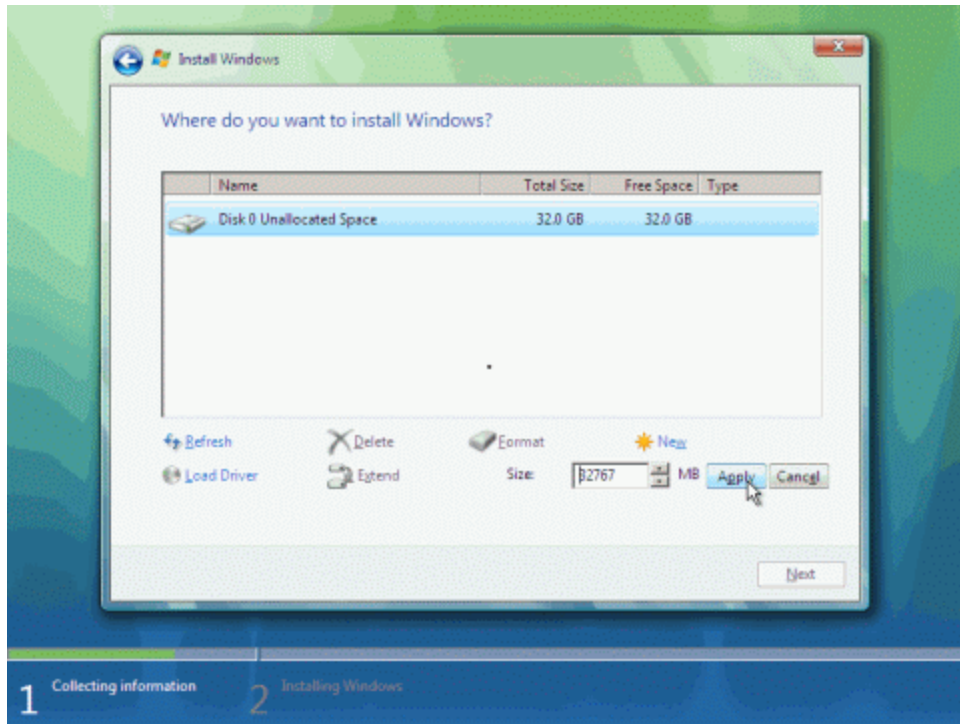 Install Windows
Where do you want to install Windows?
Name Total Size Free Space Type
Disk 0 Unallocated Space 32.0 GB 32.0 GB
Refresh Delete Format New
Load Driver Extend Size: 32767 MB Apply Cancel
Next
1 Collecting information 2 Installing Windows